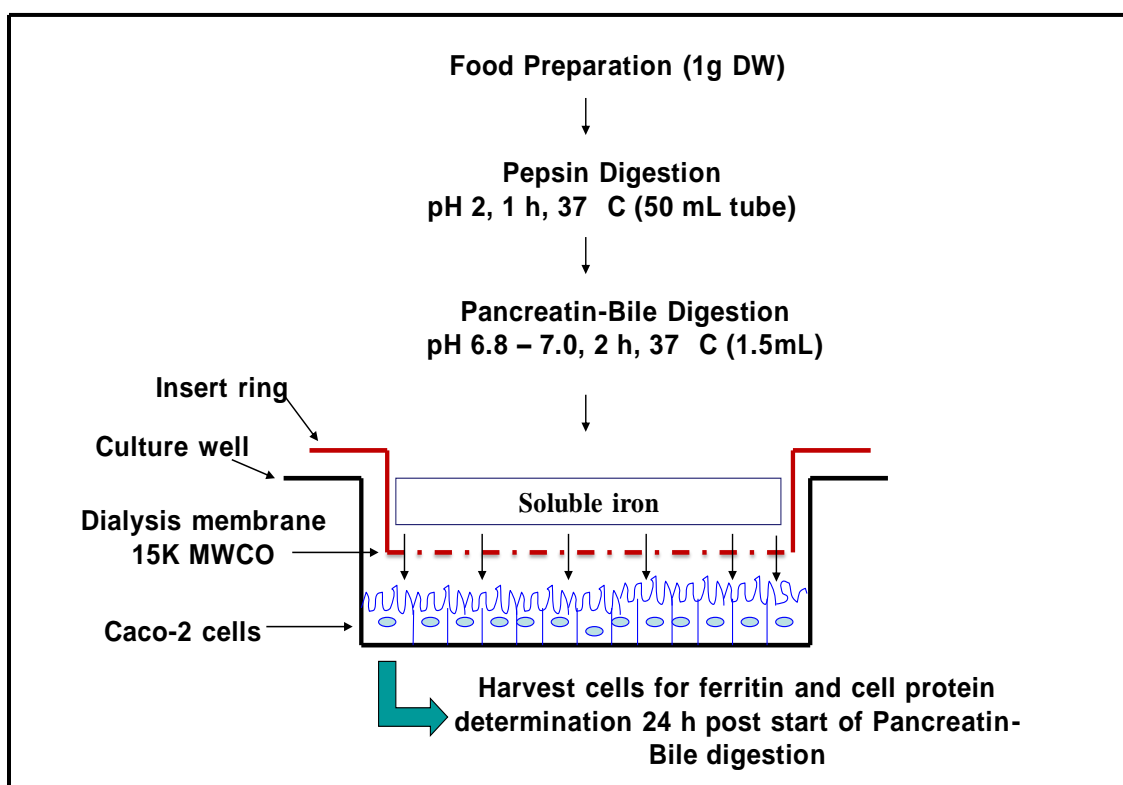 Food Preparation (1g DW)
Pepsin Digestion
pH 2, 1 h, 37  C (50 mL tube)
Pancreatin-Bile Digestion
pH 6.8 – 7.0, 2 h, 37  C (1.5mL)
Insert ring
Culture well
Soluble iron
Dialysis membrane
15K MWCO
Caco-2 cells
Harvest cells for ferritin and cell protein
determination 24 h post start of Pancreatin-
Bile digestion